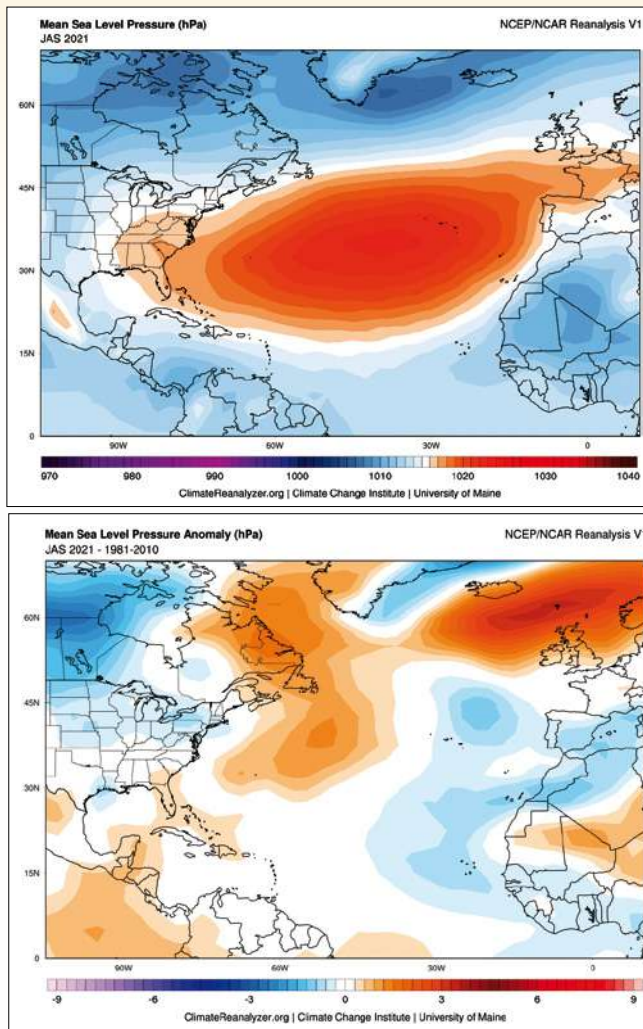 Mean Sea Level Pressure (hPa)
NCEP/NCAR Reanalysis V1
JAS 2021
60N
45N
30N
15N
0
90W
60W
30W
0
970
980
990
1000
1010
1020
1030
1040
ClimateReanalyzer.org | Climate Change Institute | University of Maine
Mean Sea Level Pressure Anomaly (hPa)
NCEP/NCAR Reanalysis V1
JAS 2021 - 1981-2010
60N
45N
30N
15N
0
90W
60W
30W
0
-9
-6
-3
0
3
6
9
ClimateReanalyzer.org | Climate Change Institute | University of Maine